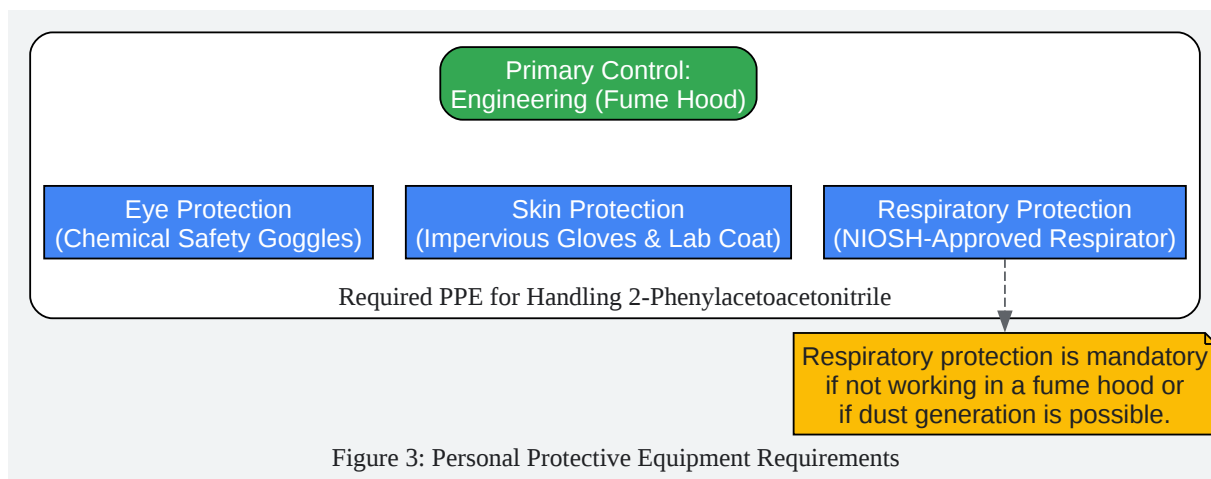 Primary Control:
Engineering (Fume Hood)
Eye Protection
(Chemical Safety Goggles)
Skin Protection
(Impervious Gloves & Lab Coat)
Respiratory Protection
(NIOSH-Approved Respirator)
Required PPE for Handling 2-Phenylacetoacetonitrile
Respiratory protection is mandatory
if not working in a fume hood or
if dust generation is possible.
Figure 3: Personal Protective Equipment Requirements